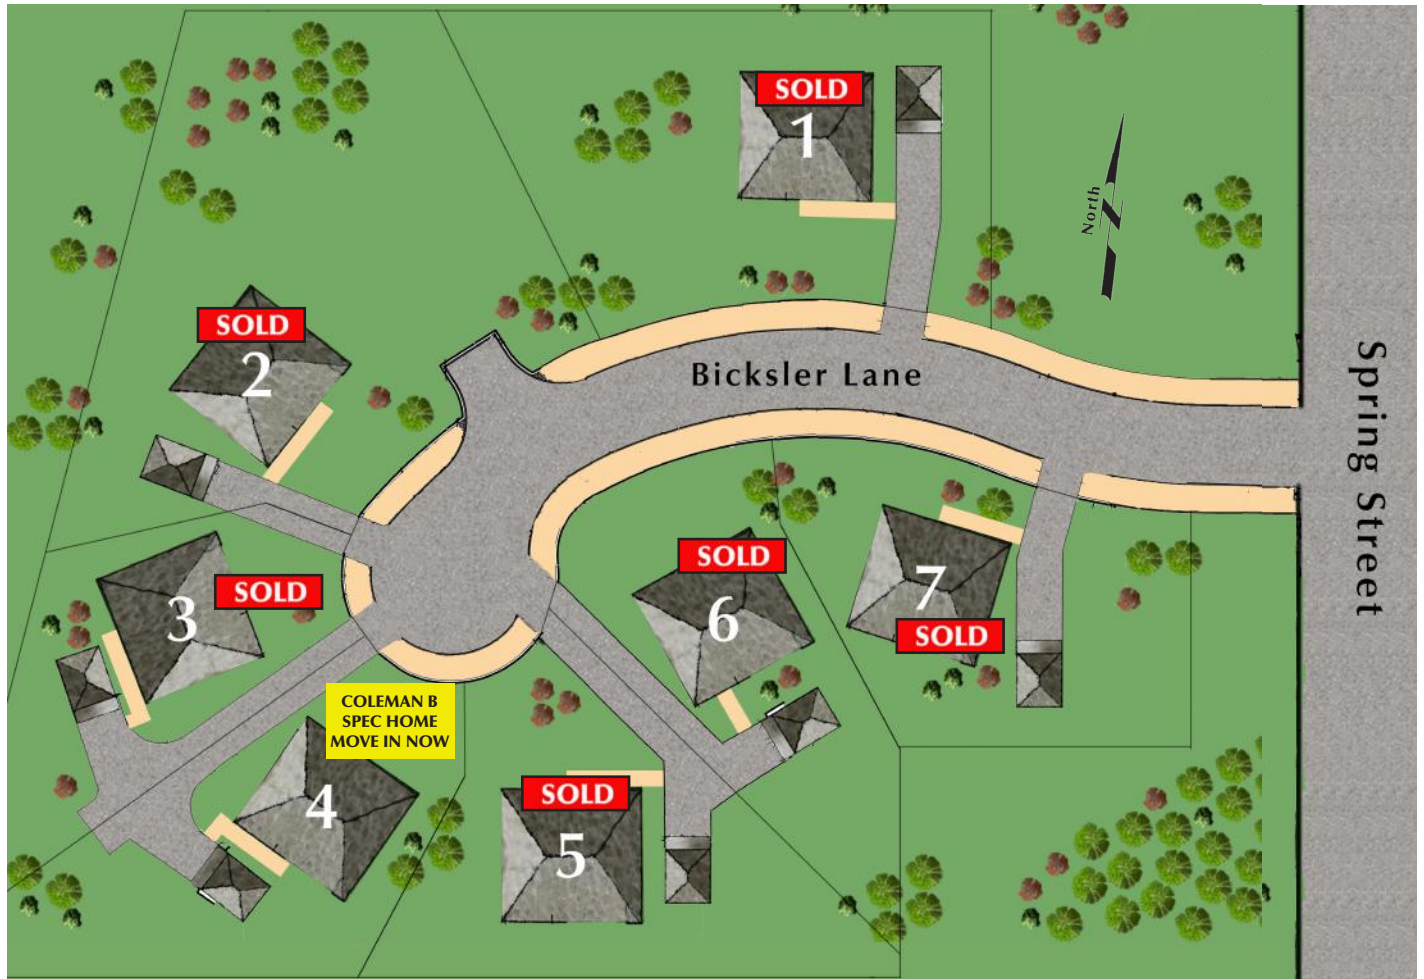 SOLD
1
North
SOLD
2
Bicksler Lane
Spring Street
SOLD
3
SOLD
6
7
SOLD
COLEMAN B
SPEC HOME
MOVE IN NOW
4
SOLD
5